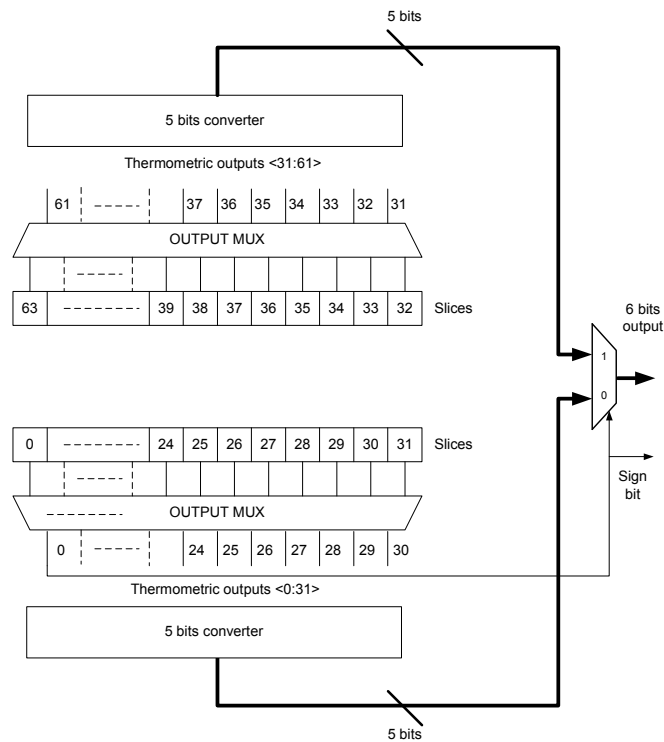 5 bits
5 bits converter
Thermometric outputs <31:61>
61 37 36 35 34 33 32 31
OUTPUT MUX
63 39 38 37 36 35 34 33 32 Slices
6 bits
output
1
0
0 24 25 26 27 28 29 30 31 Slices
Sign
bit
OUTPUT MUX
0 24 25 26 27 28 29 30
Thermometric outputs <0:31>
5 bits converter
5 bits